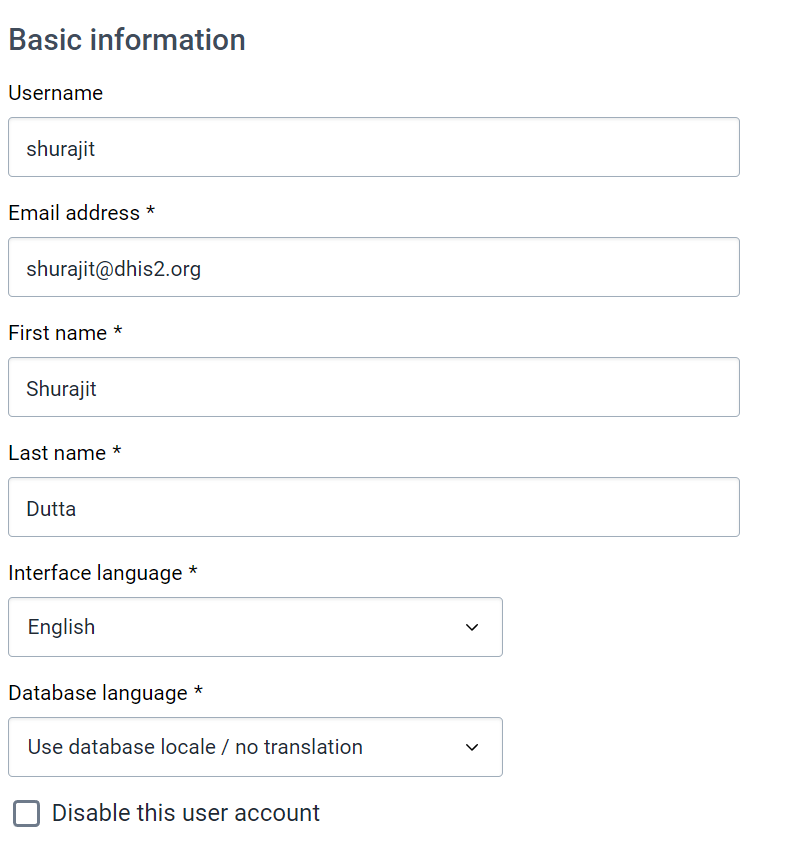 Basic information
Username
shurajit
Email address *
shurajit@dhis2.org
First name *
Shurajit
Last name *
Dutta
Interface language *
English
Database language *
Use database locale / no translation
Disable this user account